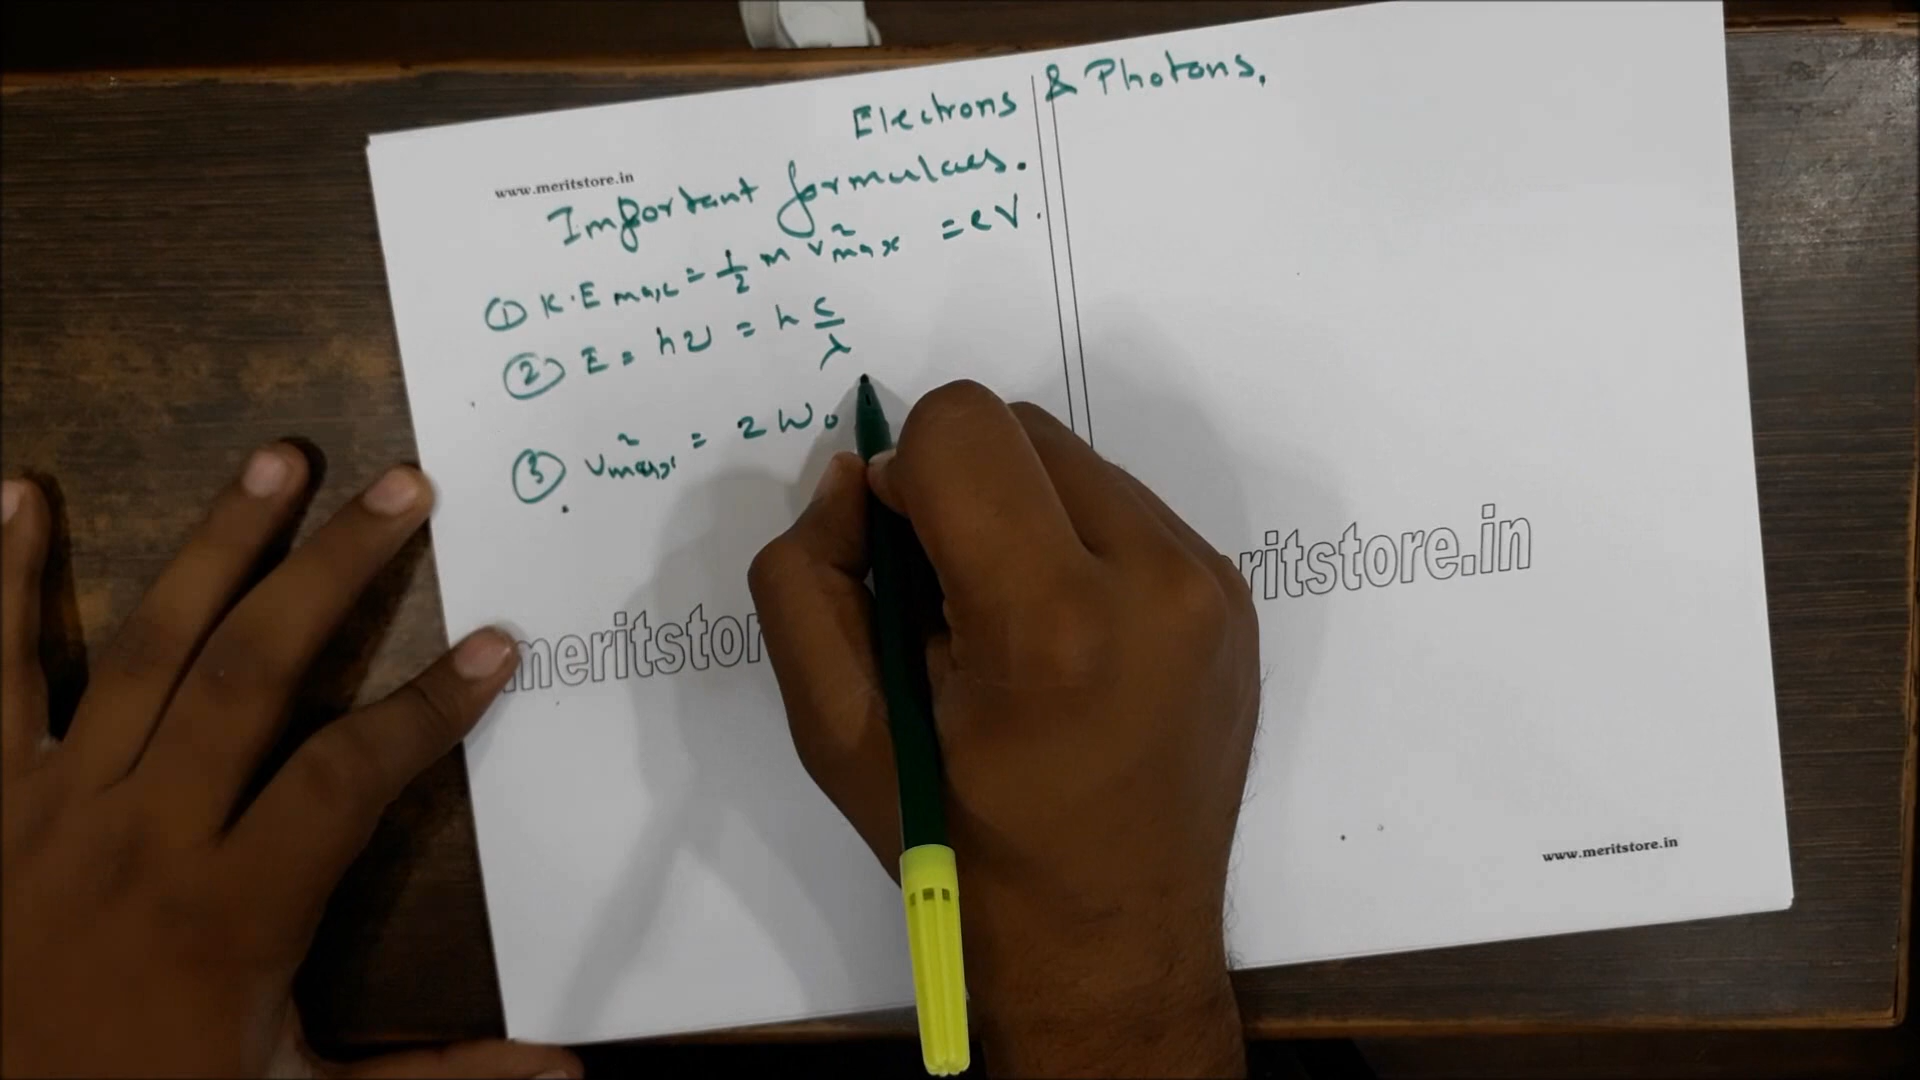 Electrons & Photons,
www.meritstore.in
Important formulaes.
① K.E max = 1/2 m v²max = eV.
② E = hν = h c/λ
③ v²max = 2W₀
meritstor
ritstore.in
www.meritstore.in